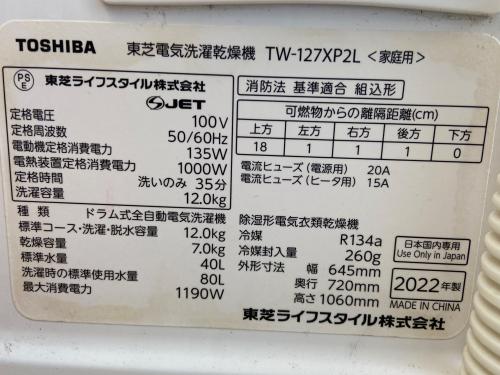 TOSHIBA 東芝電気洗濯乾燥機 TW-127XP2L <家庭用>
PS E 東芝ライフスタイル株式会社
JET
定格電圧 100V
定格周波数 50/60Hz
電動機定格消費電力 135W
電熱装置定格消費電力 1000W
定格時間 洗いのみ 35分
洗濯容量 12.0kg
消防法 基準適合 組込形
可燃物からの離隔距離(cm)
上方 左方 右方 後方 下方
18 1 1 1 0
電流ヒューズ (電源用) 20A
電流ヒューズ (ヒータ用) 15A
種類 ドラム式全自動電気洗濯機
標準コース・洗濯・脱水容量 12.0kg
乾燥容量 7.0kg
標準水量 40L
洗濯時の標準使用水量 80L
最大消費電力 1190W
除湿形電気衣類乾燥機
冷媒 R134a
冷媒封入量 260g
外形寸法 幅 645mm
奥行 720mm
高さ 1060mm
日本国内専用
Use Only in Japan
2022年製
MADE IN CHINA
東芝ライフスタイル株式会社